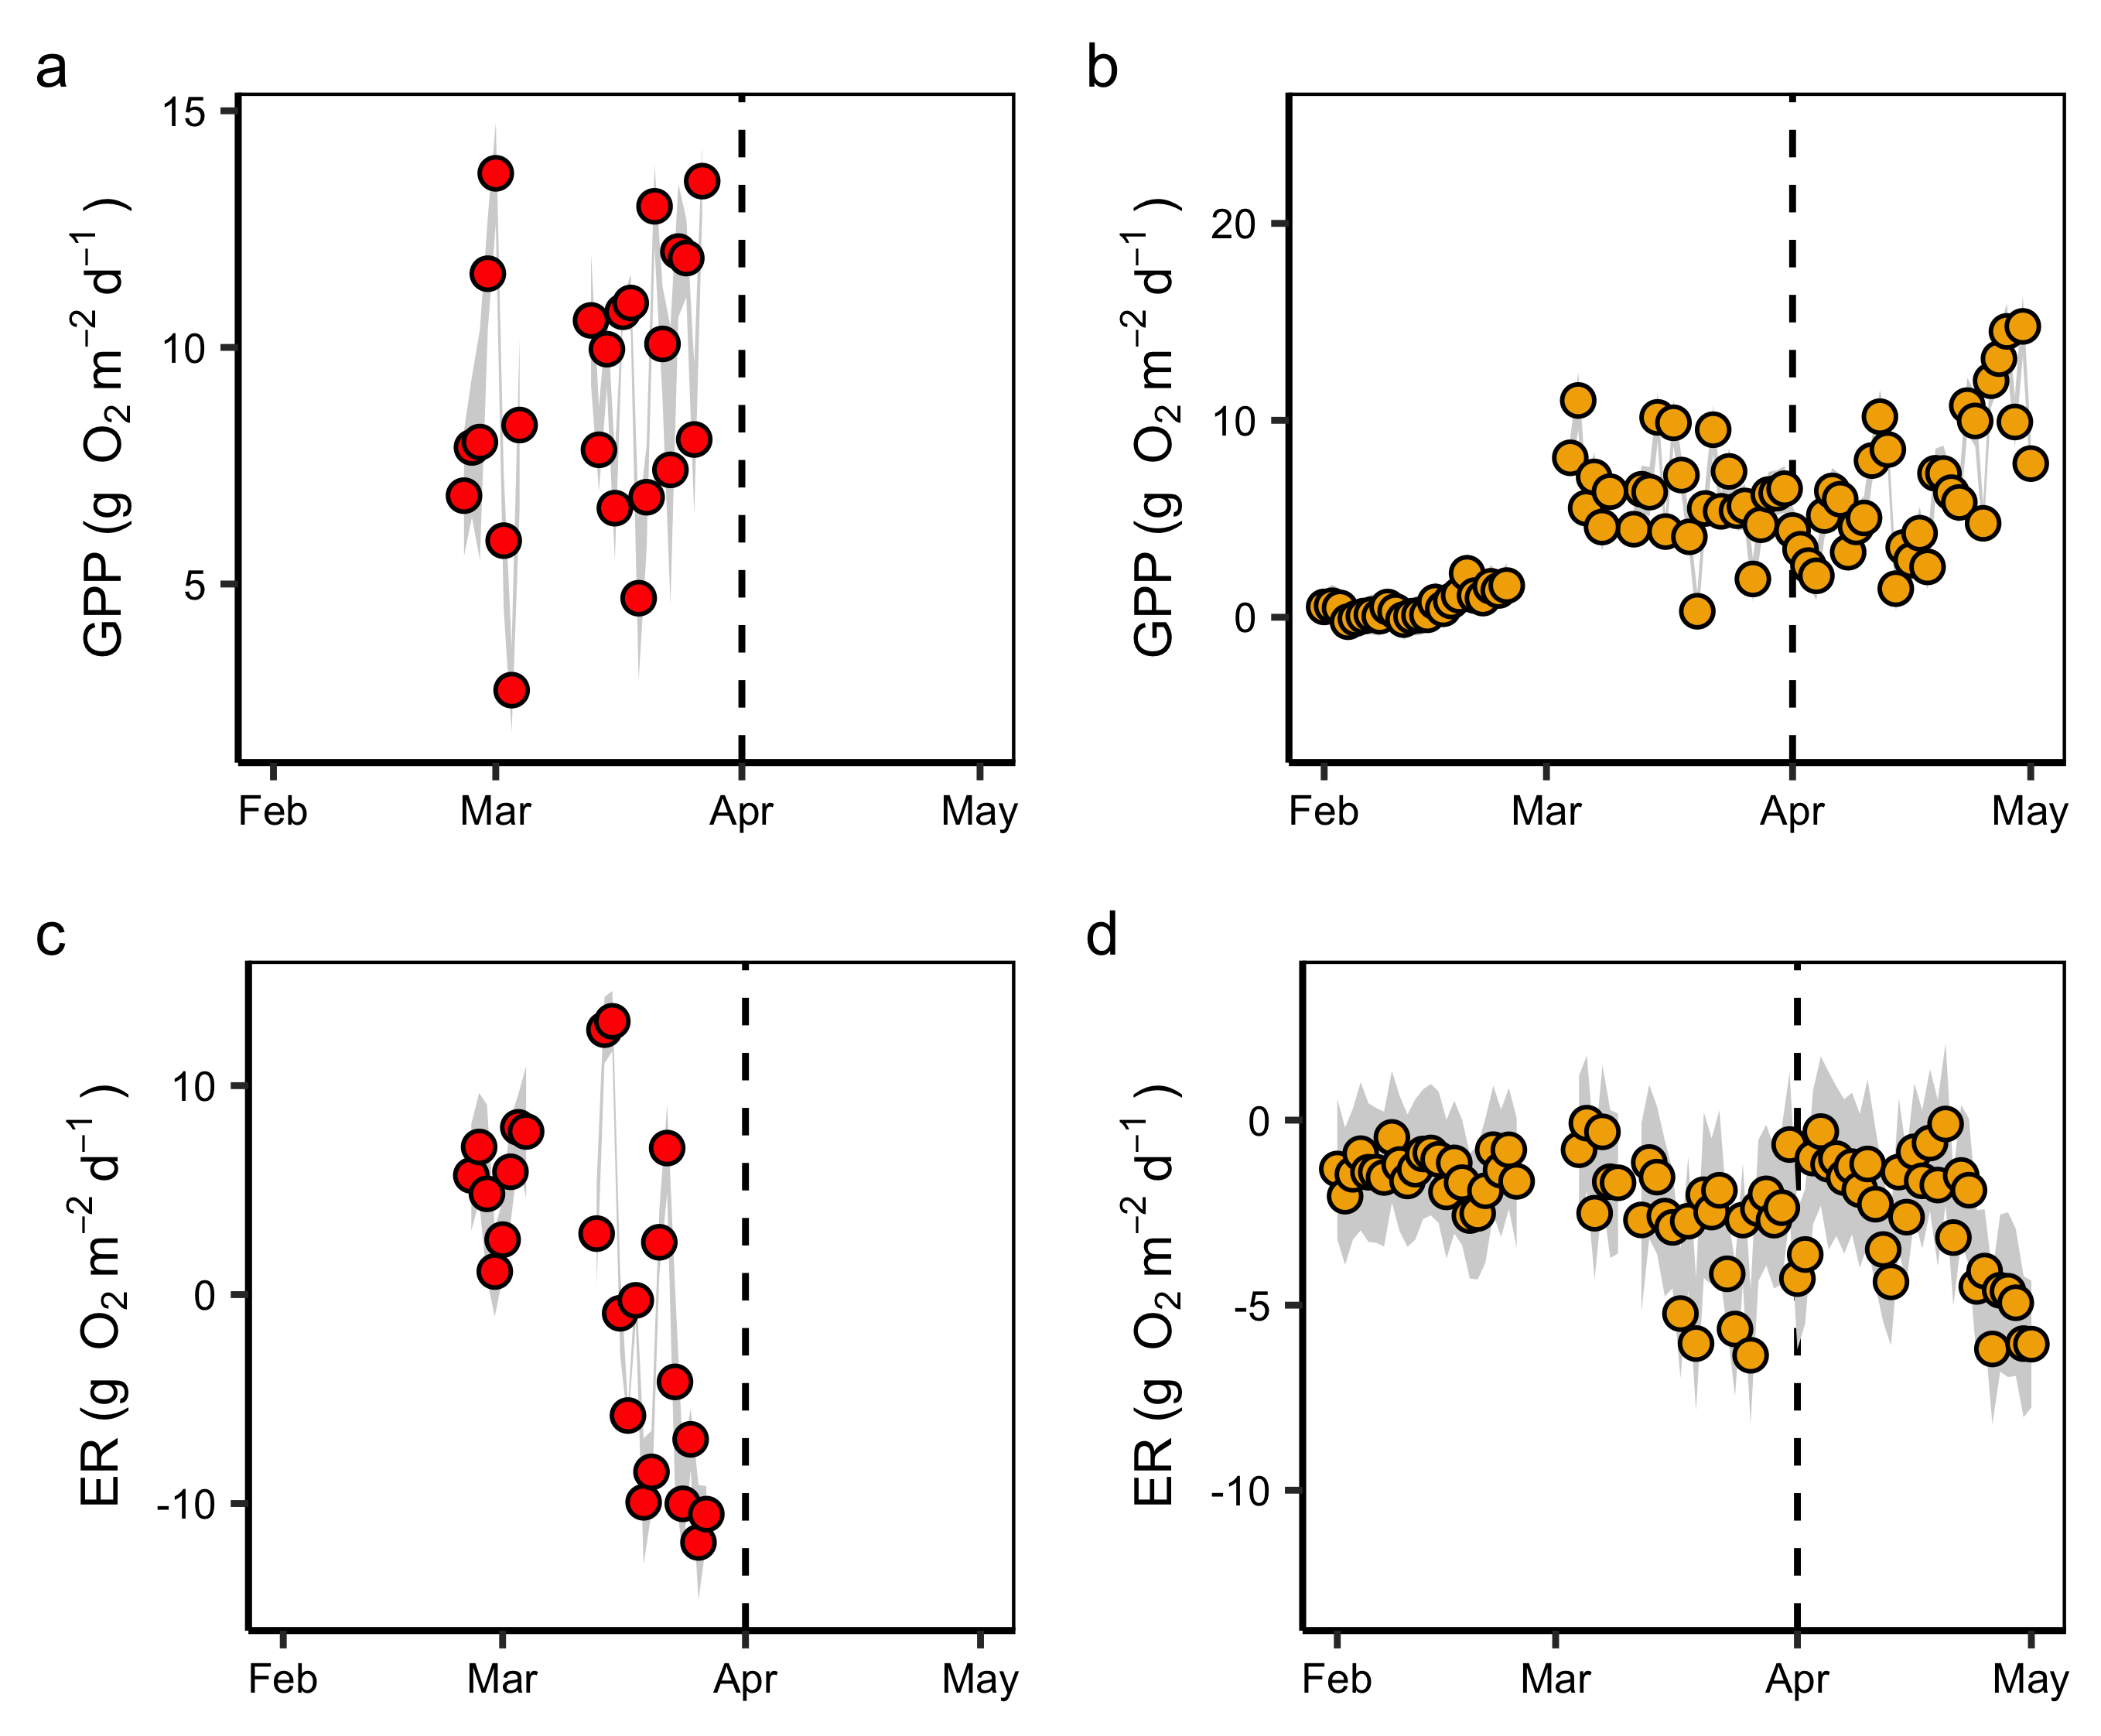 a
15
10
5
GPP (g O₂ m⁻² d⁻¹ )
Feb Mar Apr May
b
20
10
0
GPP (g O₂ m⁻² d⁻¹ )
Feb Mar Apr May
c
10
0
-10
ER (g O₂ m⁻² d⁻¹ )
Feb Mar Apr May
d
0
-5
-10
ER (g O₂ m⁻² d⁻¹ )
Feb Mar Apr May